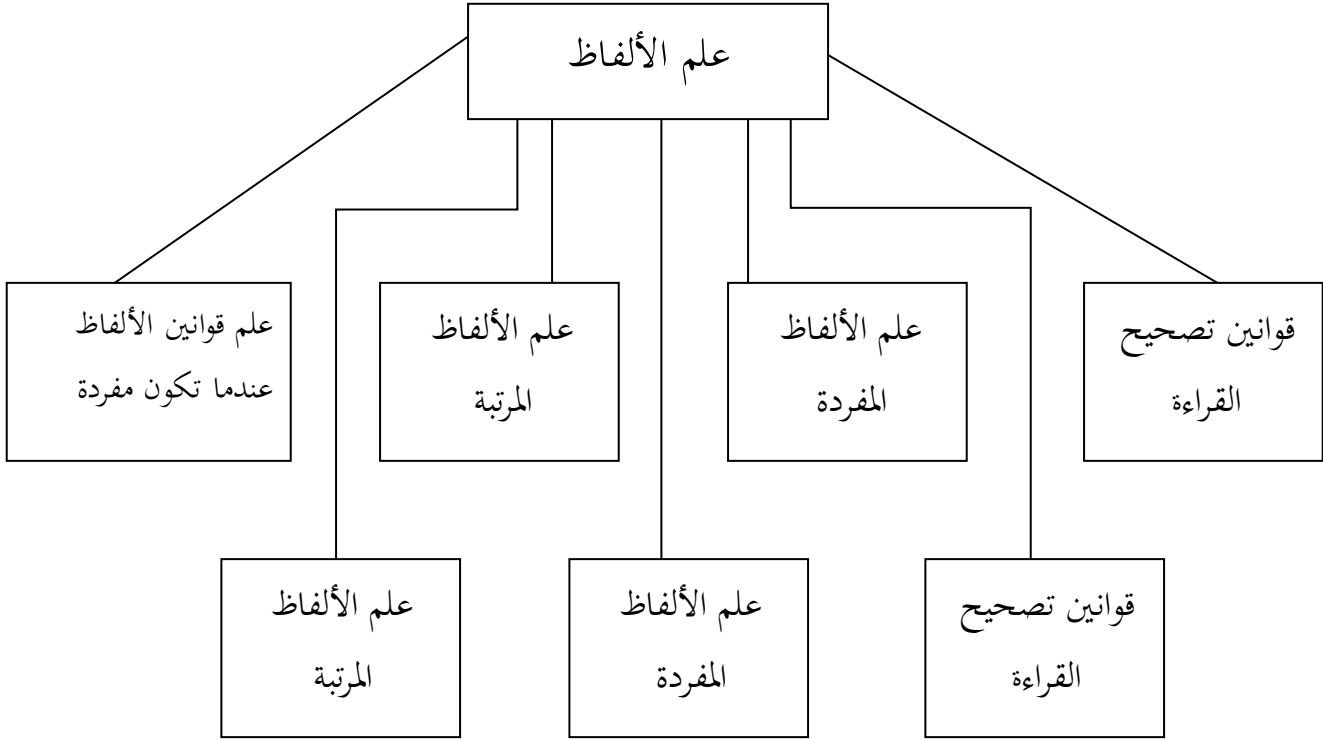 علم الألفاظ
قوانين تصحيح
القراءة
علم الألفاظ
المفردة
علم الألفاظ
المرتبة
علم قوانين الألفاظ
عندما تكون مفردة
قوانين تصحيح
القراءة
علم الألفاظ
المفردة
علم الألفاظ
المرتبة